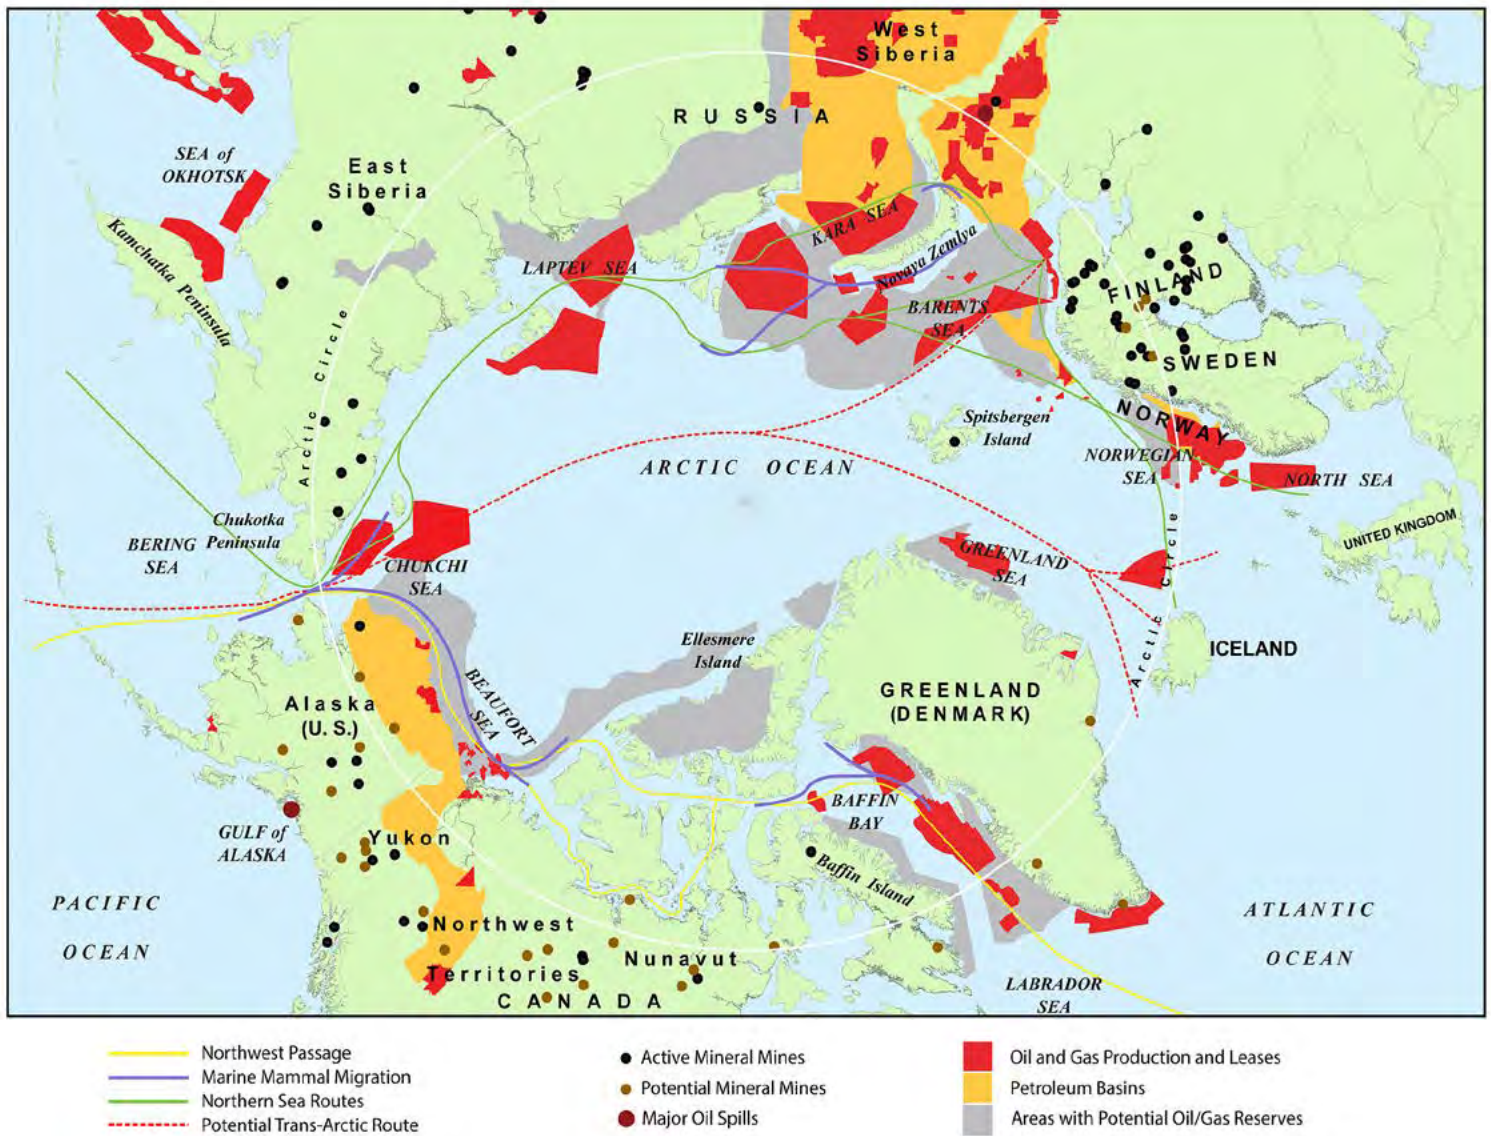 West
Siberia
R U S S I A
SEA of
OKHOTSK
East
Siberia
Kamchatka Peninsula
KARA SEA
Novaya Zemlya
LAPTEV SEA
BARENTS
SEA
FINLAND
SWEDEN
NORWAY
Arctic Circle
Spitsbergen
Island
NORWEGIAN
SEA
NORTH SEA
ARCTIC OCEAN
Chukotka
Peninsula
BERING
SEA
UNITED KINGDOM
CHUKCHI
SEA
GREENLAND
SEA
Arctic Circle
Ellesmere
Island
ICELAND
BEAUFORT
SEA
GREENLAND
(DENMARK)
Alaska
(U.S.)
BAFFIN
BAY
GULF of
ALASKA
Yukon
Baffin Island
PACIFIC
OCEAN
Northwest
Territories
Nunavut
CANADA
ATLANTIC
OCEAN
LABRADOR
SEA
Northwest Passage
Marine Mammal Migration
Northern Sea Routes
Potential Trans-Arctic Route
Active Mineral Mines
Potential Mineral Mines
Major Oil Spills
Oil and Gas Production and Leases
Petroleum Basins
Areas with Potential Oil/Gas Reserves